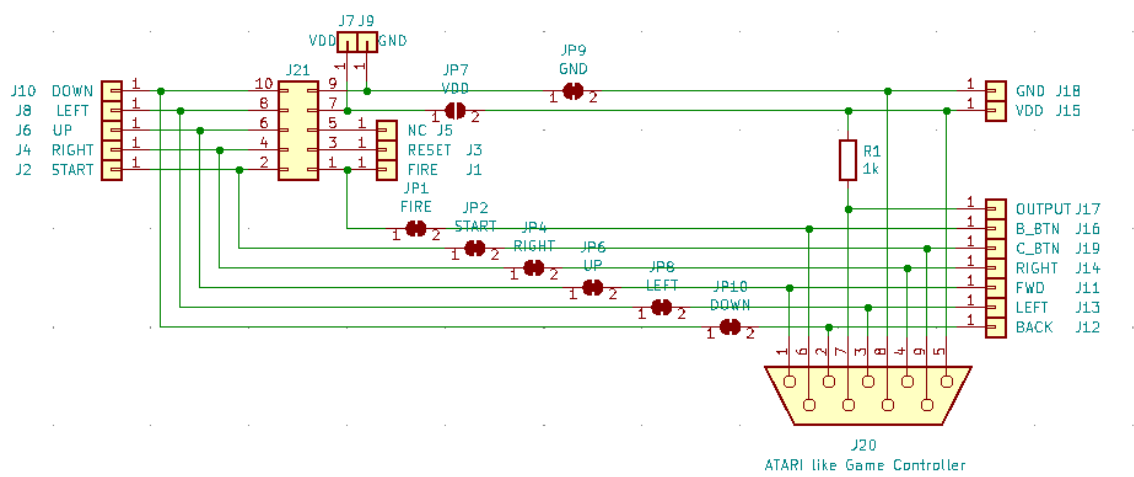 J7 J9
VDD GND
1 1
JP9
GND
1 2
J21
JP7
VDD
1 2
J10 DOWN 1
J8 LEFT 1
J6 UP 1
J4 RIGHT 1
J2 START 1
10 9
8 7
6 5 1 NC J5
4 3 1 RESET J3
2 1 1 FIRE J1
1 GND J18
1 VDD J15
R1
1k
JP1
FIRE
1 2
JP2
START
1 2
JP4
RIGHT
1 2
JP6
UP
1 2
JP8
LEFT
1 2
JP10
DOWN
1 2
1 OUTPUT J17
1 B_BTN J16
1 C_BTN J19
1 RIGHT J14
1 FWD J11
1 LEFT J13
1 BACK J12
1 6 2 7 3 8 4 9 5
J20
ATARI like Game Controller